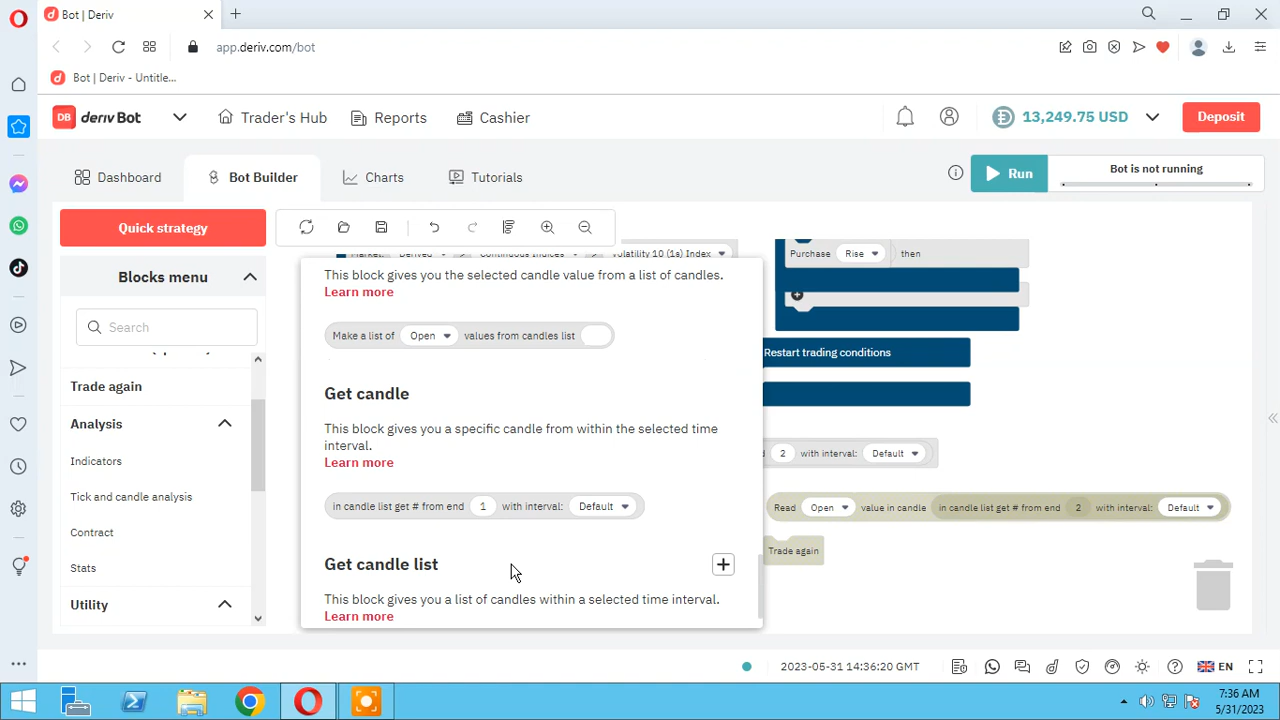 Bot | Deriv
app.deriv.com/bot
Bot | Deriv - Untitle...
DB deriv Bot
Trader's Hub
Reports
Cashier
13,249.75 USD
Deposit
Dashboard
Bot Builder
Charts
Tutorials
Run
Bot is not running
Quick strategy
Blocks menu
Search
Trade again
Analysis
Indicators
Tick and candle analysis
Contract
Stats
Utility
Volatility 10 (1s) Index
Purchase Rise then
This block gives you the selected candle value from a list of candles.
Learn more
Make a list of Open values from candles list
Restart trading conditions
Get candle
This block gives you a specific candle from within the selected time
interval.
Learn more
2 with interval: Default
in candle list get # from end 1 with interval: Default
Read Open value in candle in candle list get # from end 2 with interval: Default
Trade again
Get candle list
This block gives you a list of candles within a selected time interval.
Learn more
2023-05-31 14:36:20 GMT
EN
7:36 AM
5/31/2023